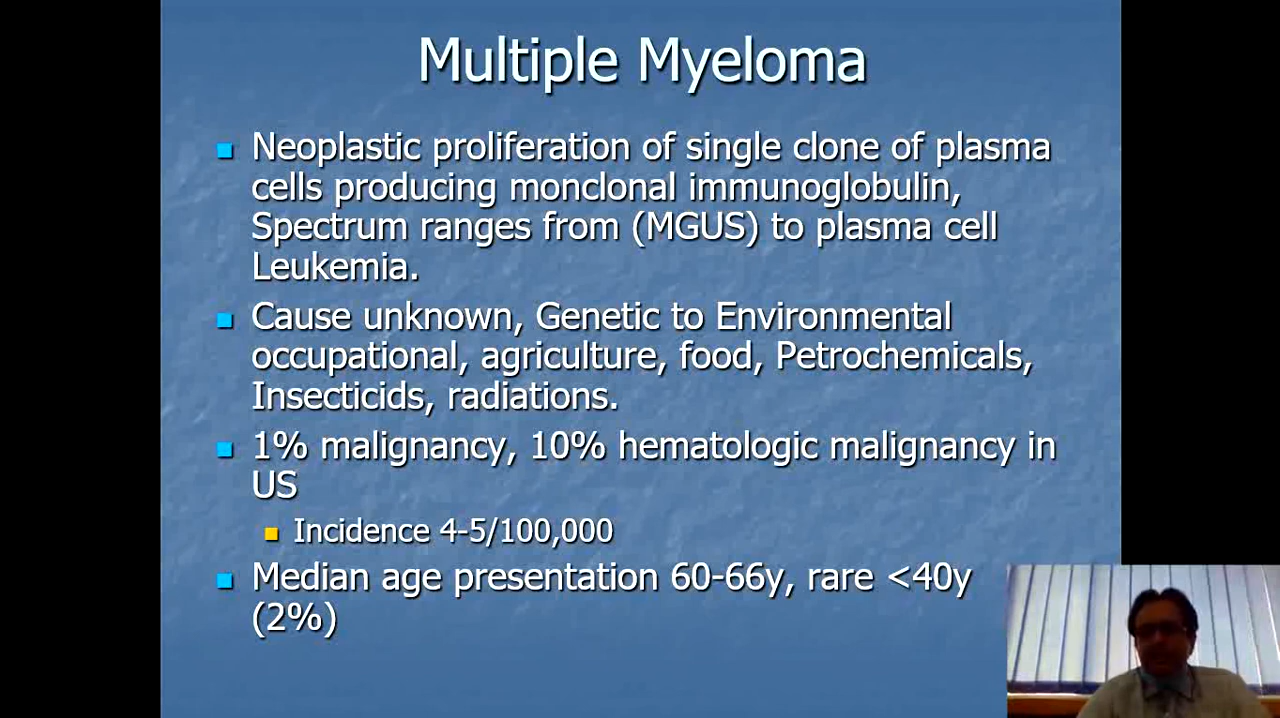 Multiple Myeloma
Neoplastic proliferation of single clone of plasma
cells producing monclonal immunoglobulin,
Spectrum ranges from (MGUS) to plasma cell
Leukemia.
Cause unknown, Genetic to Environmental
occupational, agriculture, food, Petrochemicals,
Insecticids, radiations.
1% malignancy, 10% hematologic malignancy in
US
Incidence 4-5/100,000
Median age presentation 60-66y, rare <40y
(2%)